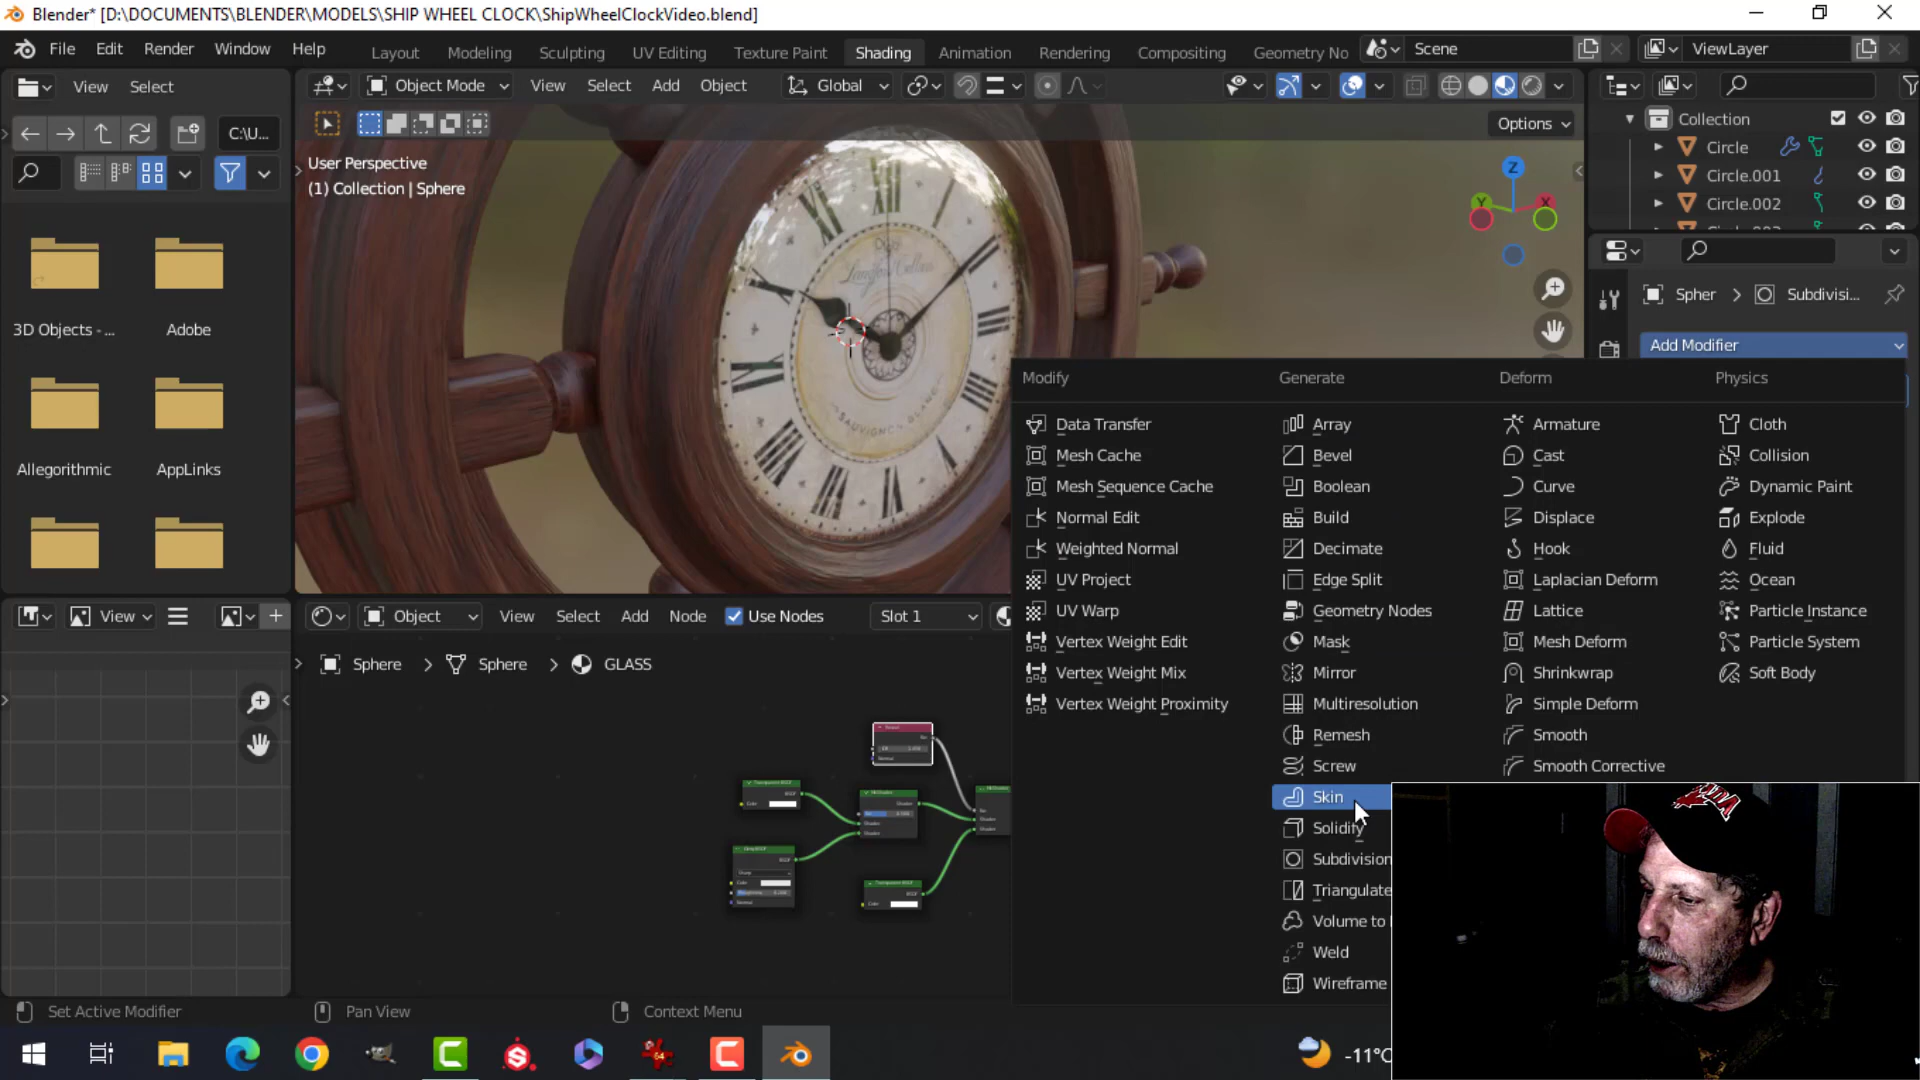 Blender* [D:\DOCUMENTS\BLENDER\MODELS\SHIP WHEEL CLOCK\ShipWheelClockVideo.blend]
File Edit Render Window Help
Layout Modeling Sculpting UV Editing Texture Paint Shading Animation Rendering Compositing Geometry No
Scene ViewLayer
View Select
Object Mode View Select Add Object Global
C:\U...
Options
User Perspective
(1) Collection | Sphere
Collection
Circle
Circle.001
Circle.002
Z
Y
X
3D Objects - ...
Adobe
Allegorithmic
AppLinks
SAUVIGNON BLANC
Spher > Subdivisi...
Add Modifier
Modify
Data Transfer
Mesh Cache
Mesh Sequence Cache
Normal Edit
Weighted Normal
UV Project
UV Warp
Vertex Weight Edit
Vertex Weight Mix
Vertex Weight Proximity
Generate
Array
Bevel
Boolean
Build
Decimate
Edge Split
Geometry Nodes
Mask
Mirror
Multiresolution
Remesh
Screw
Skin
Solidify
Subdivision
Triangulate
Volume to
Weld
Wireframe
Deform
Armature
Cast
Curve
Displace
Hook
Laplacian Deform
Lattice
Mesh Deform
Shrinkwrap
Simple Deform
Smooth
Smooth Corrective
Physics
Cloth
Collision
Dynamic Paint
Explode
Fluid
Ocean
Particle Instance
Particle System
Soft Body
View
Object View Select Add Node Use Nodes Slot 1
Sphere > Sphere > GLASS
Set Active Modifier Pan View Context Menu
-11°C